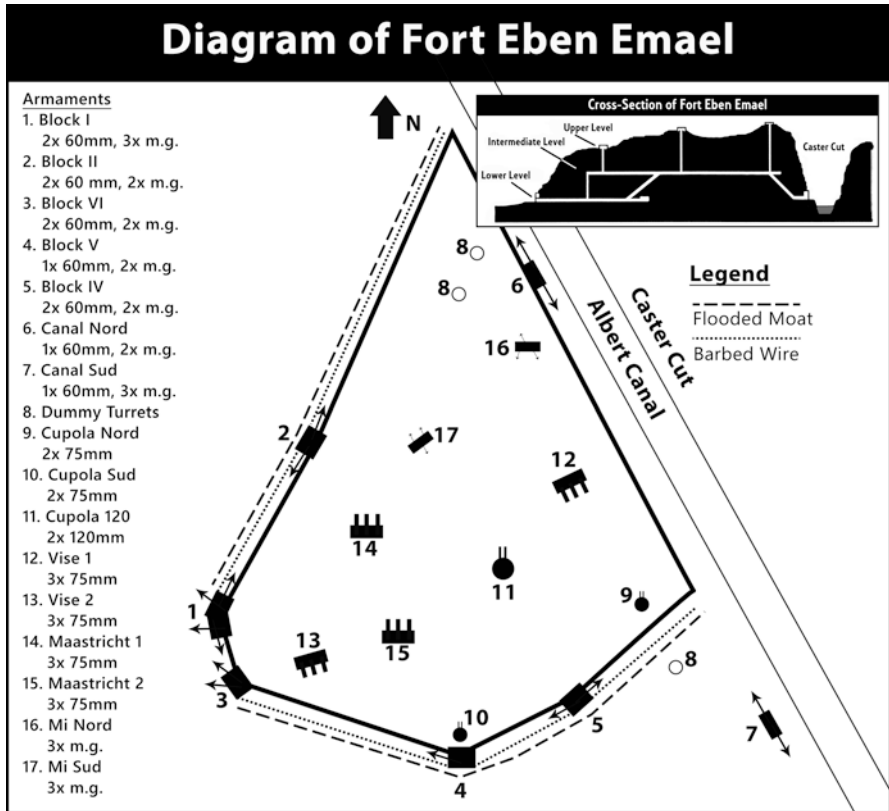 Diagram of Fort Eben Emael
Armaments
1. Block I
2x 60mm, 3x m.g.
2. Block II
2x 60 mm, 2x m.g.
3. Block VI
2x 60mm, 2x m.g.
4. Block V
1x 60mm, 2x m.g.
5. Block IV
2x 60mm, 2x m.g.
6. Canal Nord
1x 60mm, 2x m.g.
7. Canal Sud
1x 60mm, 3x m.g.
8. Dummy Turrets
9. Cupola Nord
2x 75mm
10. Cupola Sud
2x 75mm
11. Cupola 120
2x 120mm
12. Vise 1
3x 75mm
13. Vise 2
3x 75mm
14. Maastricht 1
3x 75mm
15. Maastricht 2
3x 75mm
16. Mi Nord
3x m.g.
17. Mi Sud
3x m.g.
N
Cross-Section of Fort Eben Emael
Upper Level
Intermediate Level
Caster Cut
Lower Level
Legend
Flooded Moat
Barbed Wire
Caster Cut
Albert Canal
8
8
6
16
2
17
12
14
11
9
1
13
15
8
3
10
5
7
4